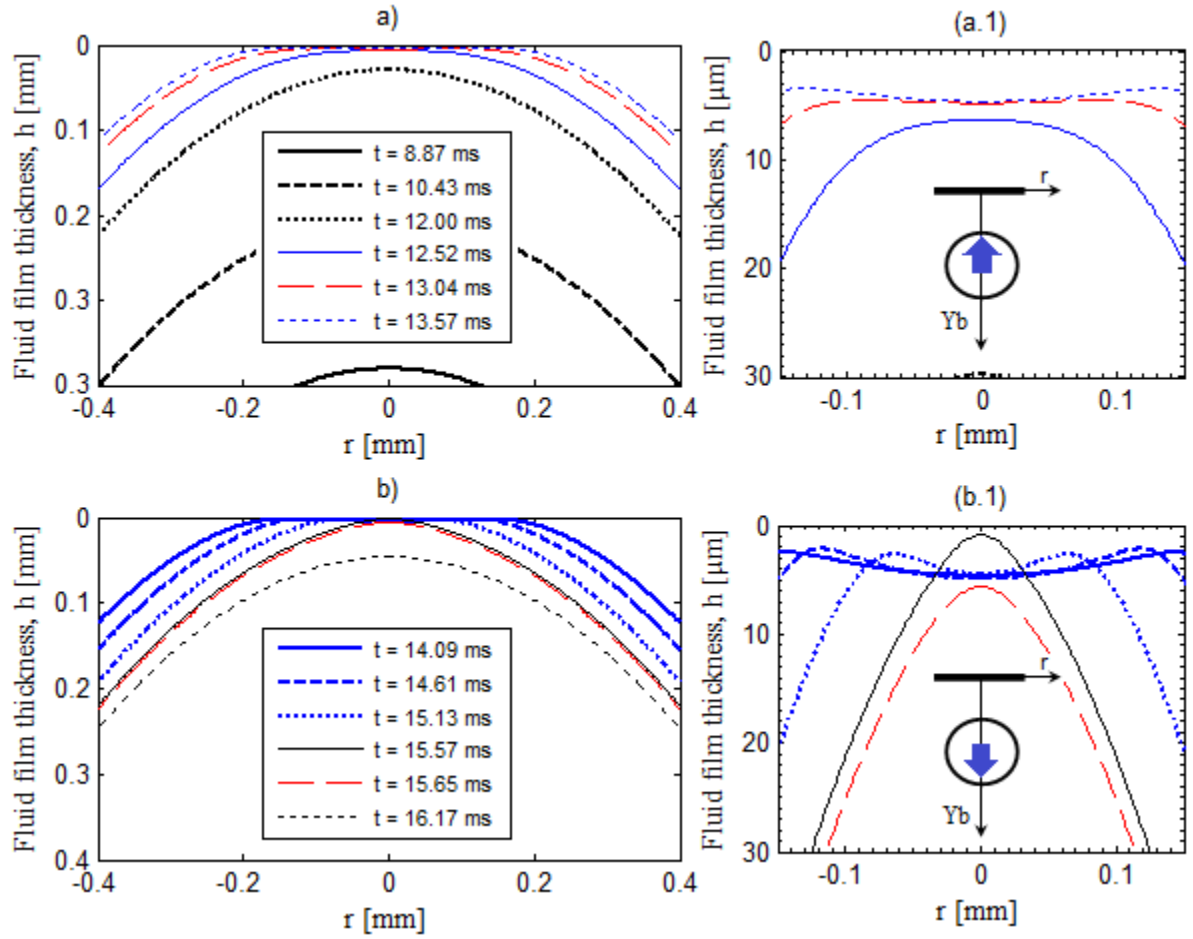 a)
Fluid film thickness, h [mm]
0
0.1
0.2
0.3
0.3
-0.4
-0.2
0
0.2
0.4
r [mm]
t = 8.87 ms
t = 10.43 ms
t = 12.00 ms
t = 12.52 ms
t = 13.04 ms
t = 13.57 ms
(a.1)
Fluid film thickness, h [µm]
0
10
20
30
-0.1
0
0.1
r [mm]
r
Yb
b)
Fluid film thickness, h [mm]
0
0.1
0.2
0.3
0.4
-0.4
-0.2
0
0.2
0.4
r [mm]
t = 14.09 ms
t = 14.61 ms
t = 15.13 ms
t = 15.57 ms
t = 15.65 ms
t = 16.17 ms
(b.1)
Fluid film thickness, h [µm]
0
10
20
30
-0.1
0
0.1
r [mm]
r
Yb